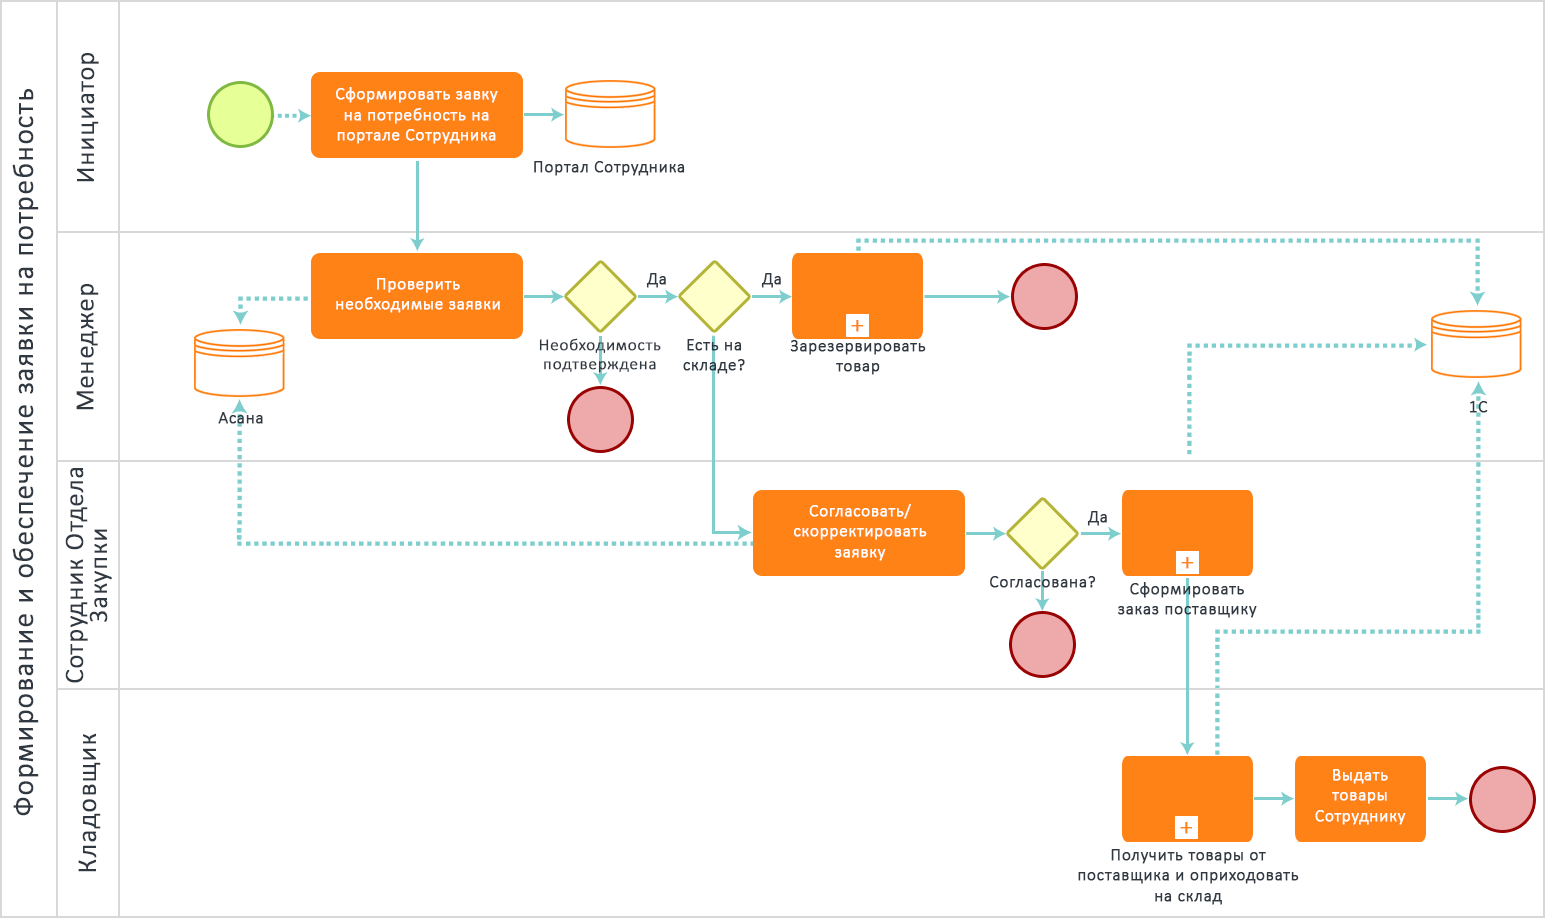 Формирование и обеспечение заявки на потребность
Инициатор
Сформировать завку
на потребность на
портале Сотрудника
Портал Сотрудника
Менеджер
Проверить
необходимые заявки
Асана
Необходимость
подтверждена
Да
Есть на
складе?
Да
Зарезервировать
товар
1С
Сотрудник Отдела
Закупки
Согласовать/
скорректировать
заявку
Согласована?
Да
Сформировать
заказ поставщику
Кладовщик
Получить товары от
поставщика и оприходовать
на склад
Выдать
товары
Сотруднику